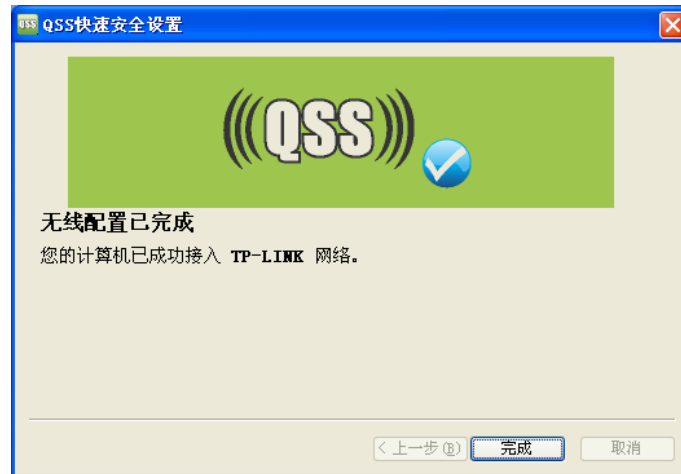 QSS QSS快速安全设置
(((QSS)))
无线配置已完成
您的计算机已成功接入 TP-LINK 网络。
< 上一步(B) 完成 取消